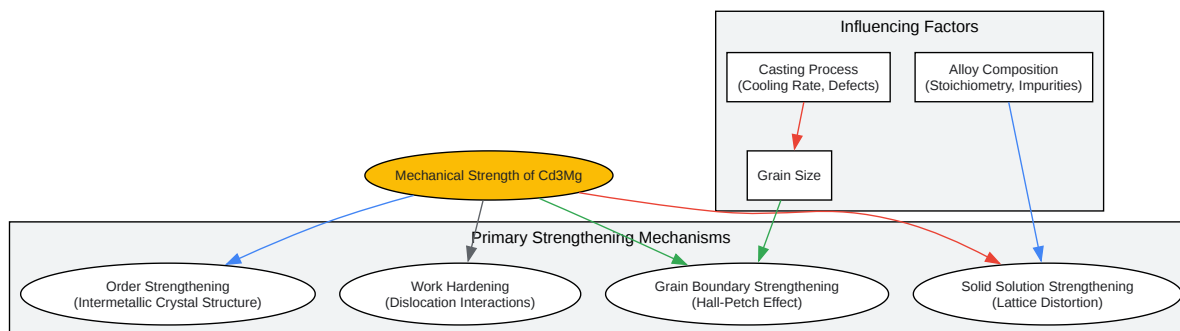 Influencing Factors
Casting Process
(Cooling Rate, Defects)
Alloy Composition
(Stoichiometry, Impurities)
Mechanical Strength of Cd3Mg
Grain Size
Primary Strengthening Mechanisms
Order Strengthening
(Intermetallic Crystal Structure)
Work Hardening
(Dislocation Interactions)
Grain Boundary Strengthening
(Hall-Petch Effect)
Solid Solution Strengthening
(Lattice Distortion)